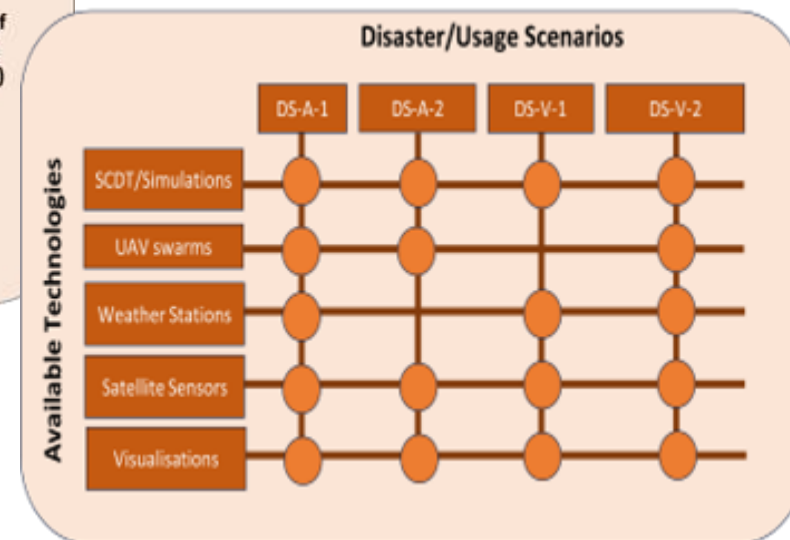 f
)
Disaster/Usage Scenarios
DS-A-1 DS-A-2 DS-V-1 DS-V-2
Available Technologies
SCDT/Simulations
UAV swarms
Weather Stations
Satellite Sensors
Visualisations